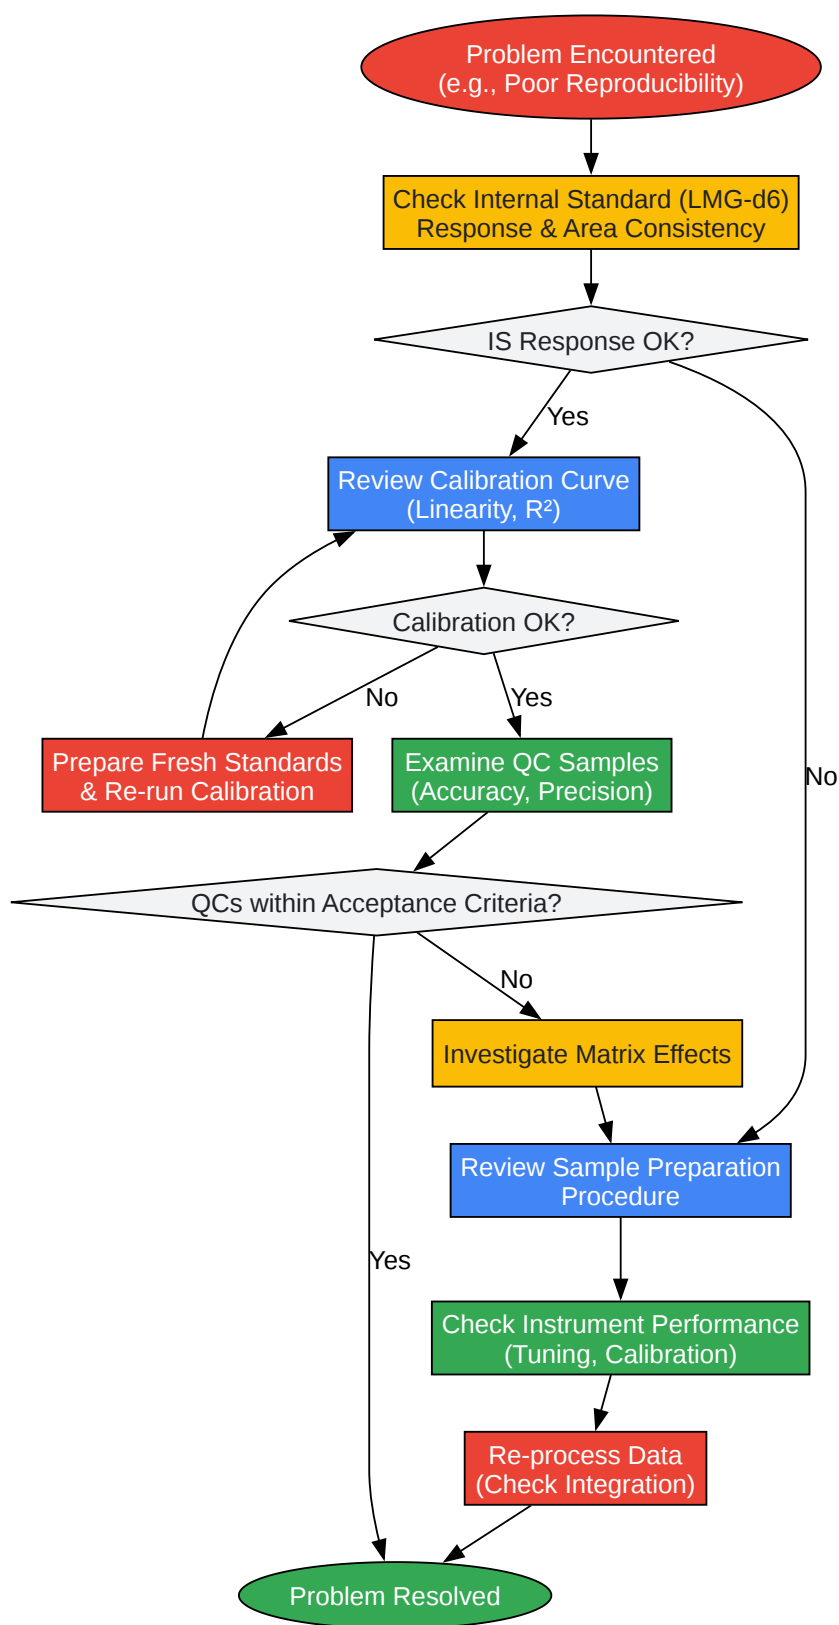 Problem Encountered
(e.g., Poor Reproducibility)
Check Internal Standard (LMG-d6)
Response & Area Consistency
IS Response OK?
Yes
Review Calibration Curve
(Linearity, R²)
Calibration OK?
No
Yes
Prepare Fresh Standards
& Re-run Calibration
Examine QC Samples
(Accuracy, Precision)
No
QCs within Acceptance Criteria?
No
Investigate Matrix Effects
Review Sample Preparation
Procedure
Yes
Check Instrument Performance
(Tuning, Calibration)
Re-process Data
(Check Integration)
Problem Resolved